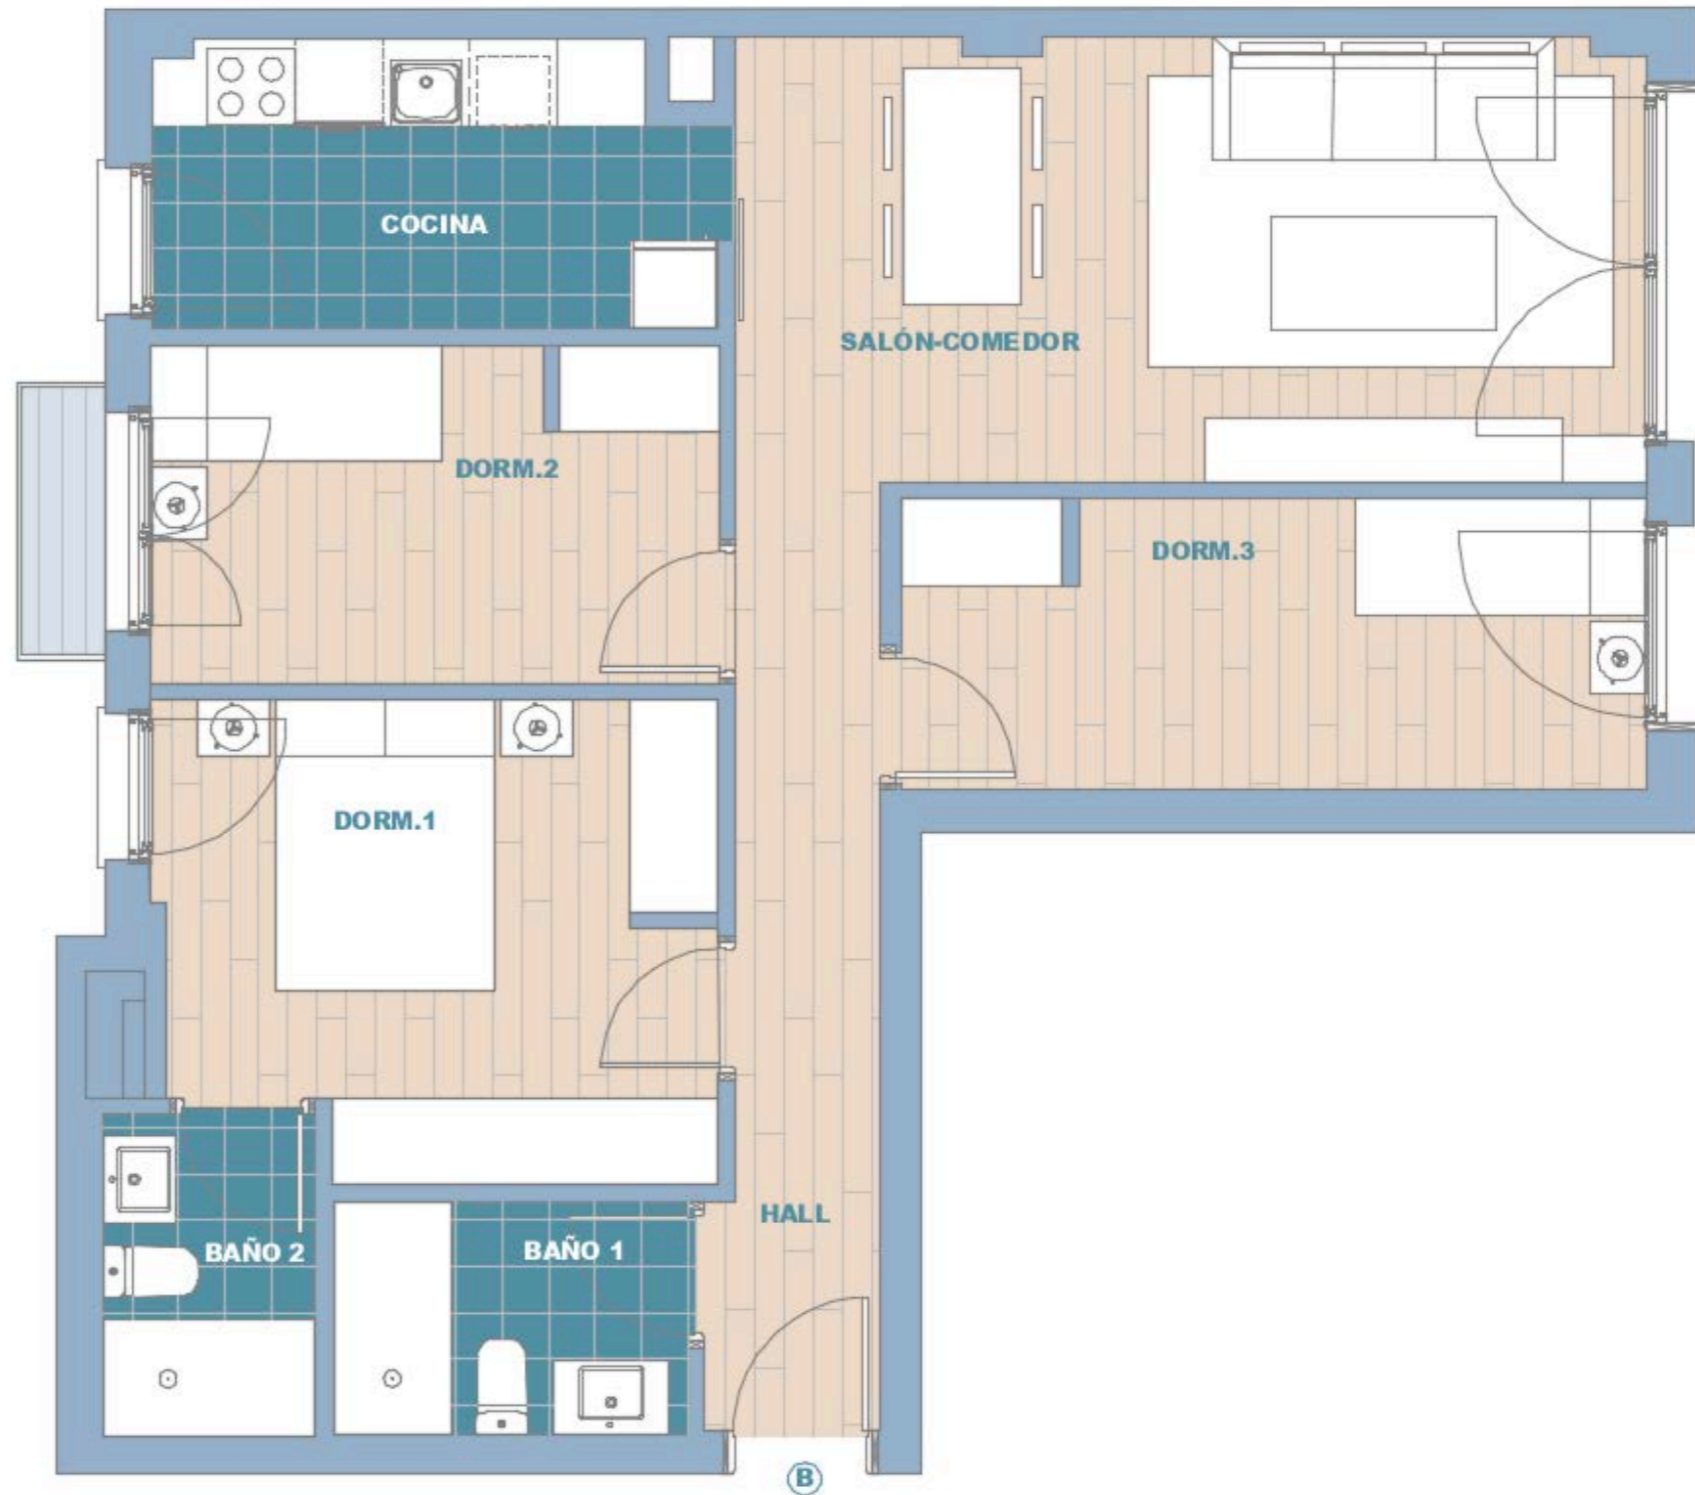 COCINA
SALÓN-COMEDOR
DORM.2
DORM.3
DORM.1
HALL
BAÑO 2
BAÑO 1
B